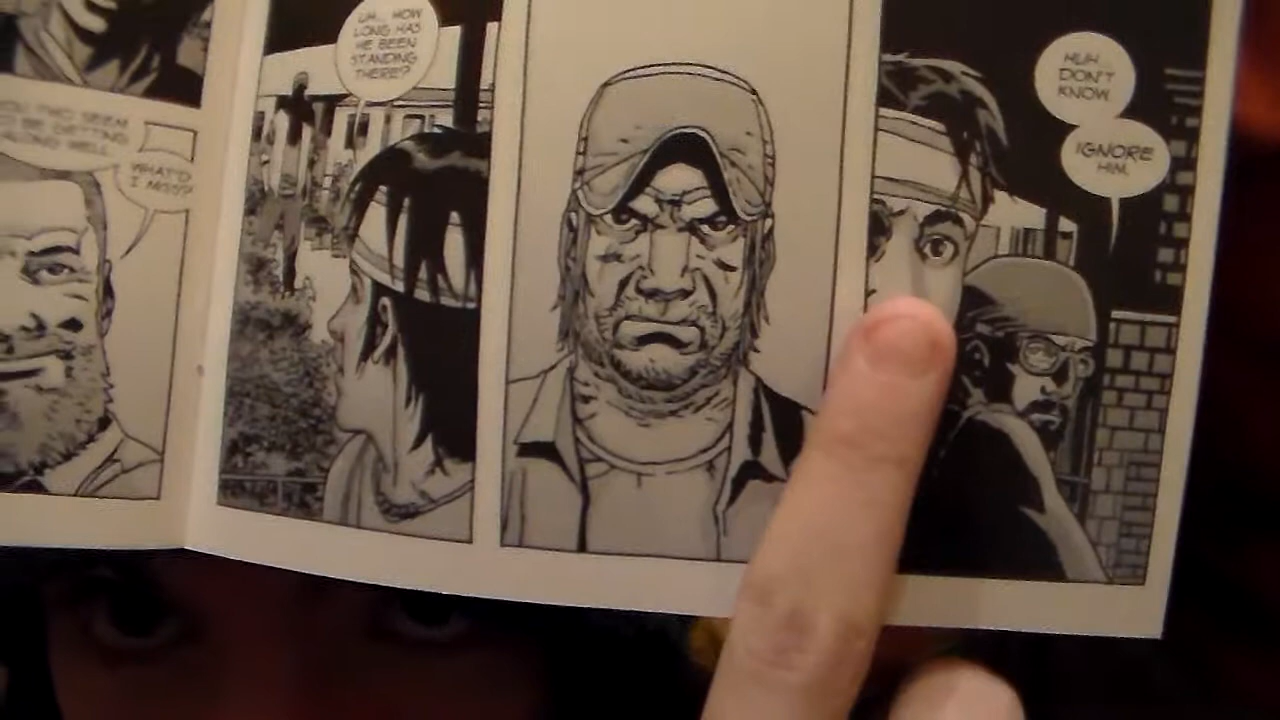 YOU TWO SEEM
TO BE GETTING
ALONG WELL.
WHAT'D
I MISS?
UH... HOW
LONG HAS
HE BEEN
STANDING
THERE?
HUH...
DON'T
KNOW.
IGNORE
HIM.